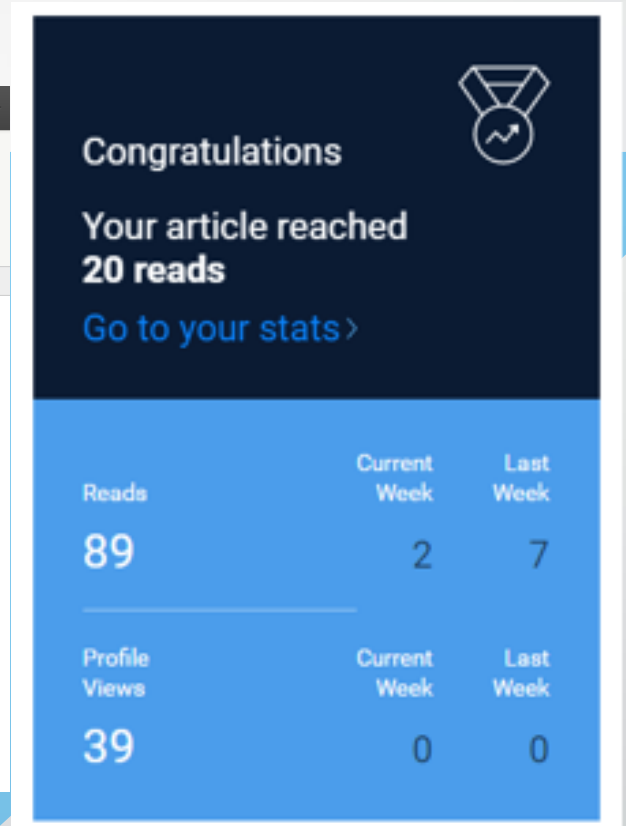 Congratulations
Your article reached
20 reads
Go to your stats>
Current Last
Reads Week Week
89 2 7
Profile Current Last
Views Week Week
39 0 0